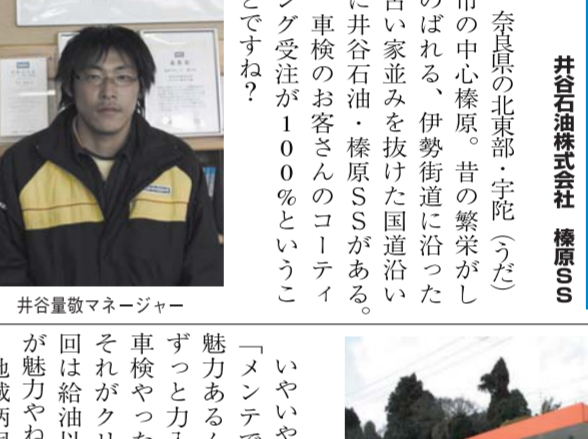 井谷石油株式会社　榛原ＳＳ
奈良県の北東部・宇陀（うだ）
市の中心榛原。昔の繁栄がし
のばれる、伊勢街道に沿った
古い家並みを抜けた国道沿い
に井谷石油・榛原ＳＳがある。
車検のお客さんのコーティ
ング受注が１００％というこ
とですね？
井谷量敬マネージャー
いやいや
「メンテで
魅力ある
ずっと力入
車検やった
それがクリ
回は給油以
が魅力やね
地域柄